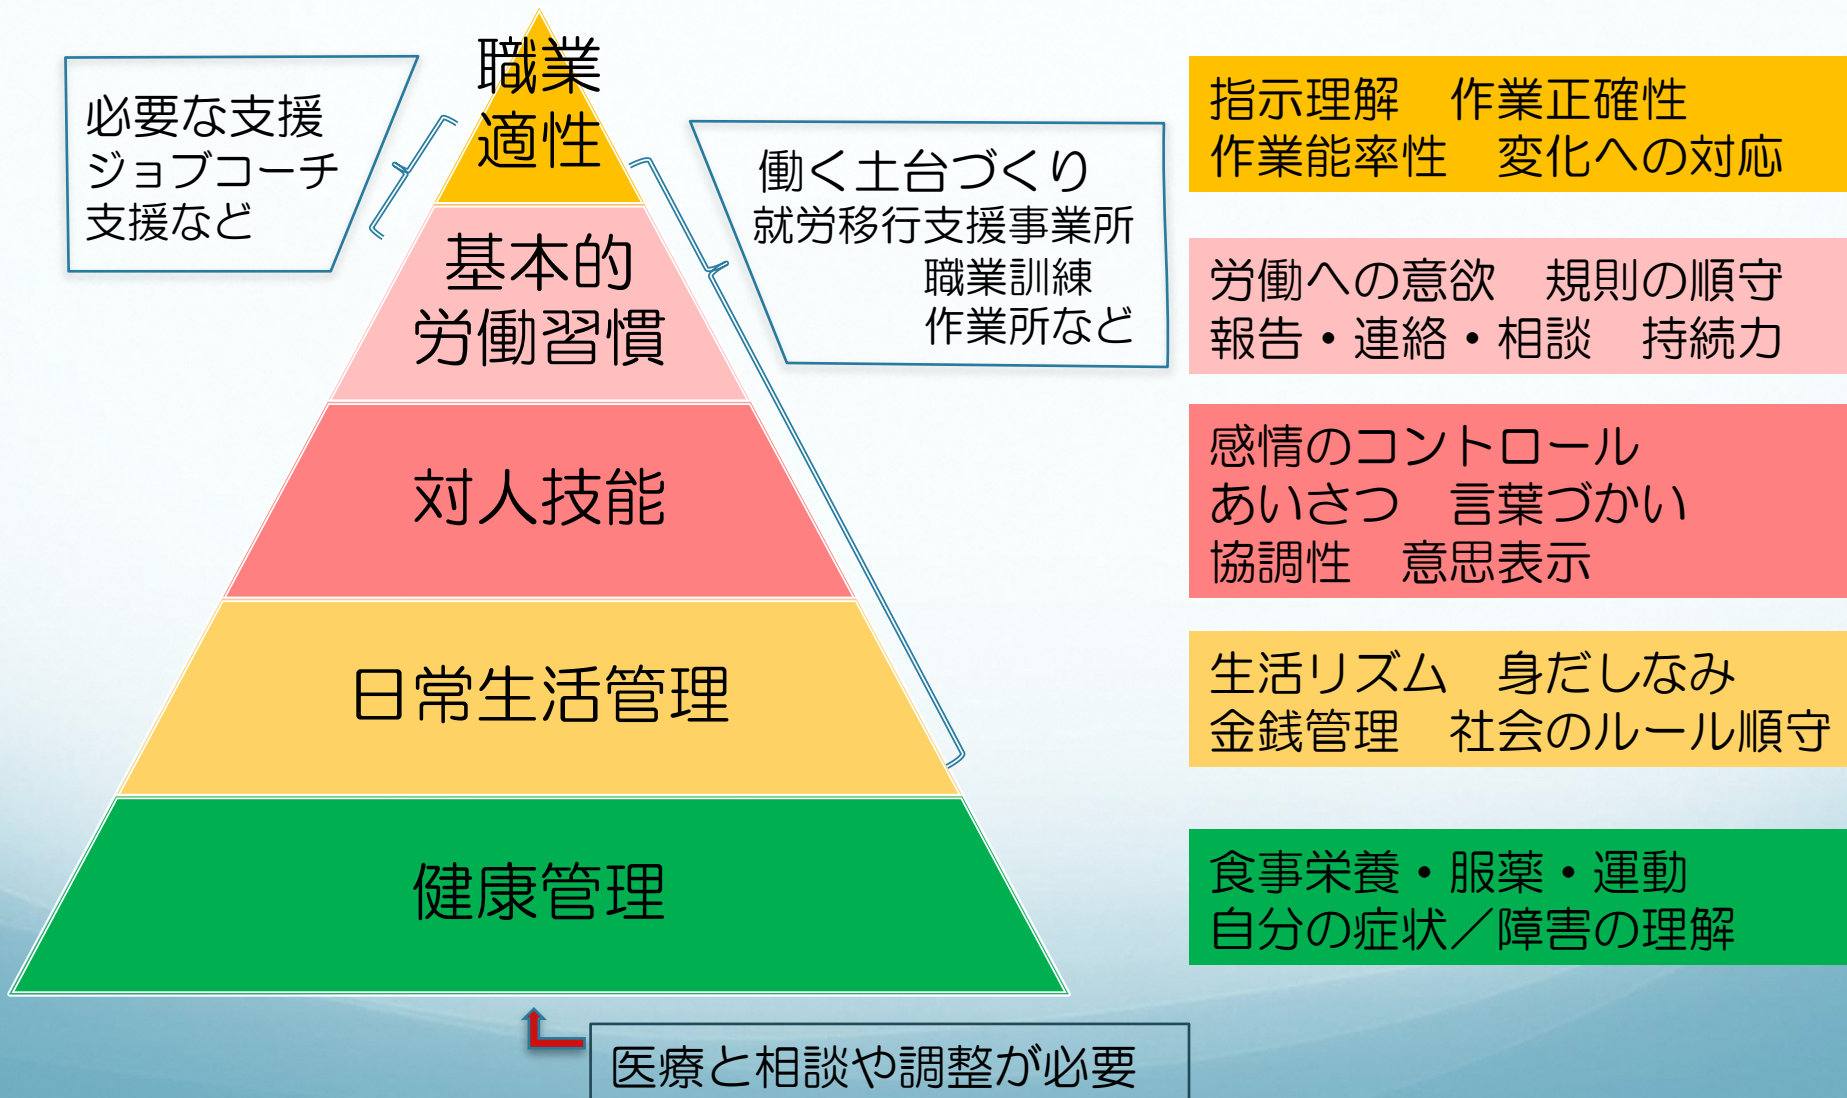 職業
適性
基本的
労働習慣
対人技能
日常生活管理
健康管理
必要な支援
ジョブコーチ
支援など
働く土台づくり
就労移行支援事業所
職業訓練
作業所など
指示理解　作業正確性
作業能率性　変化への対応
労働への意欲　規則の順守
報告・連絡・相談　持続力
感情のコントロール
あいさつ　言葉づかい
協調性　意思表示
生活リズム　身だしなみ
金銭管理　社会のルール順守
食事栄養・服薬・運動
自分の症状／障害の理解
医療と相談や調整が必要